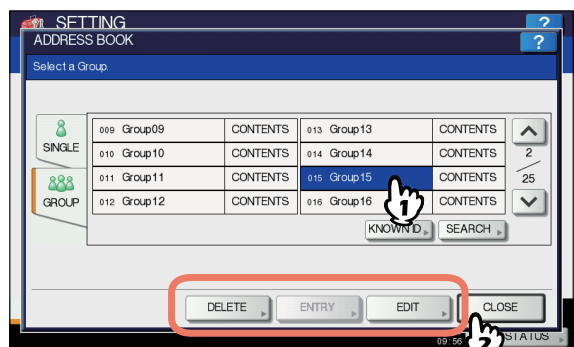 SETTING ?
ADDRESS BOOK ?
Select a Group.
SINGLE
GROUP
009 Group09 CONTENTS 013 Group13 CONTENTS
010 Group10 CONTENTS 014 Group14 CONTENTS
011 Group11 CONTENTS 015 Group15 CONTENTS
012 Group12 CONTENTS 016 Group16 CONTENTS
2
25
1
KNOWN ID SEARCH
DELETE ENTRY EDIT CLOSE
2
09:56 STATUS